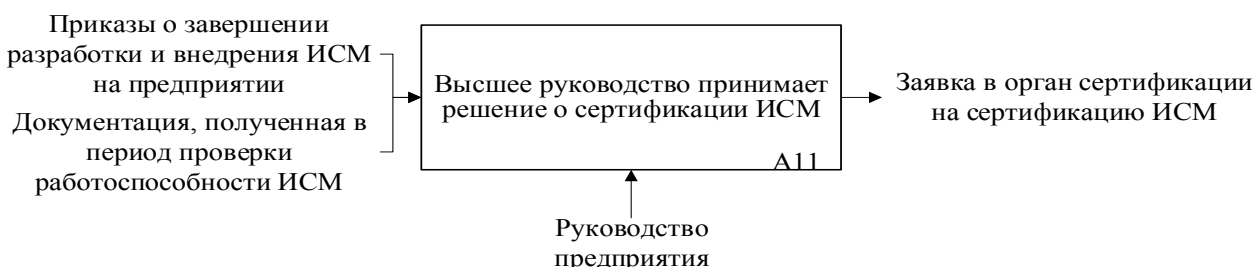 Приказы о завершении
разработки и внедрения ИСМ
на предприятии
Документация, полученная в
период проверки
работоспособности ИСМ
Высшее руководство принимает
решение о сертификации ИСМ
А11
Заявка в орган сертификации
на сертификацию ИСМ
Руководство
предприятия